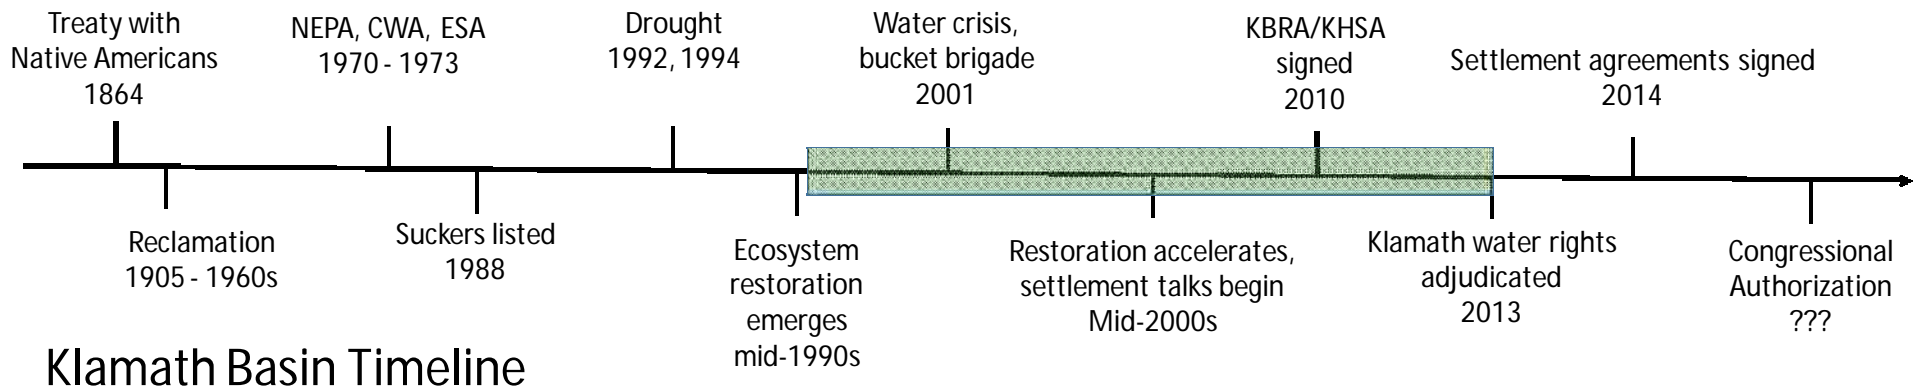 Treaty with
Native Americans
1864
NEPA, CWA, ESA
1970 - 1973
Drought
1992, 1994
Water crisis,
bucket brigade
2001
KBRA/KHSA
signed
2010
Settlement agreements signed
2014
Reclamation
1905 - 1960s
Suckers listed
1988
Ecosystem
restoration
emerges
mid-1990s
Restoration accelerates,
settlement talks begin
Mid-2000s
Klamath water rights
adjudicated
2013
Congressional
Authorization
???
Klamath Basin Timeline